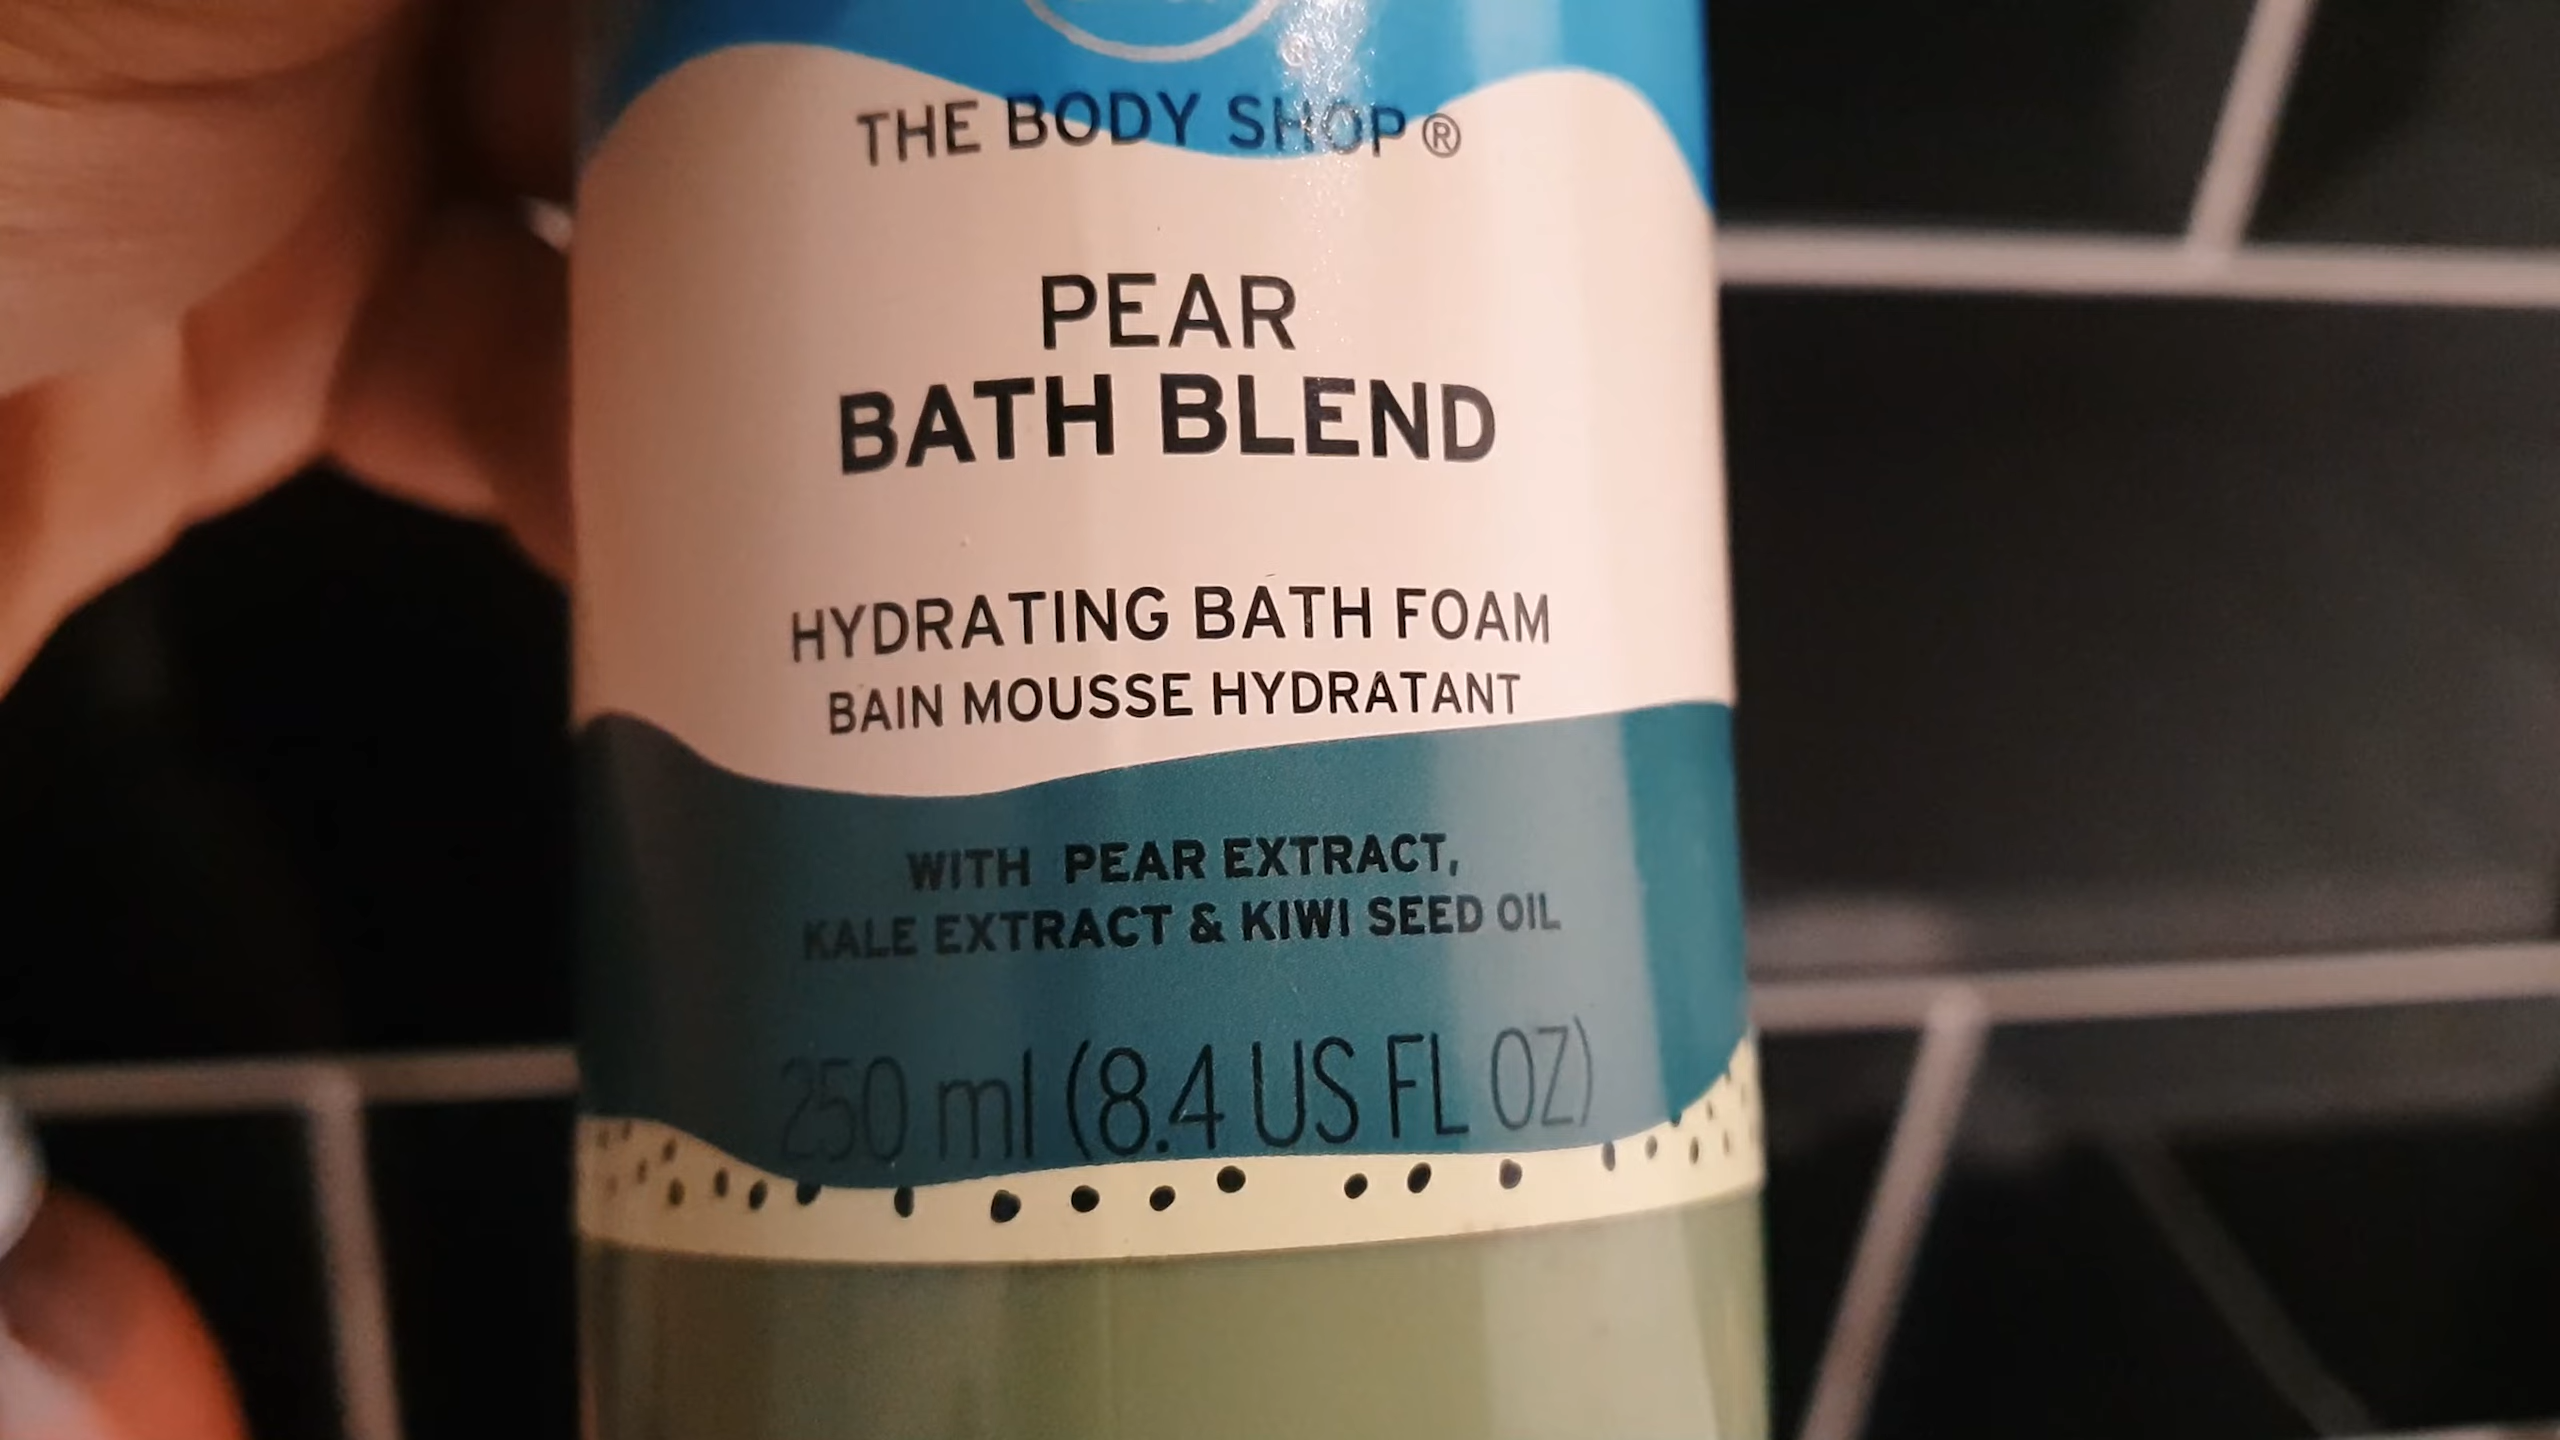 THE BODY SHOP®
PEAR
BATH BLEND
HYDRATING BATH FOAM
BAIN MOUSSE HYDRATANT
WITH PEAR EXTRACT,
KALE EXTRACT & KIWI SEED OIL
250 ml (8.4 US FL OZ)